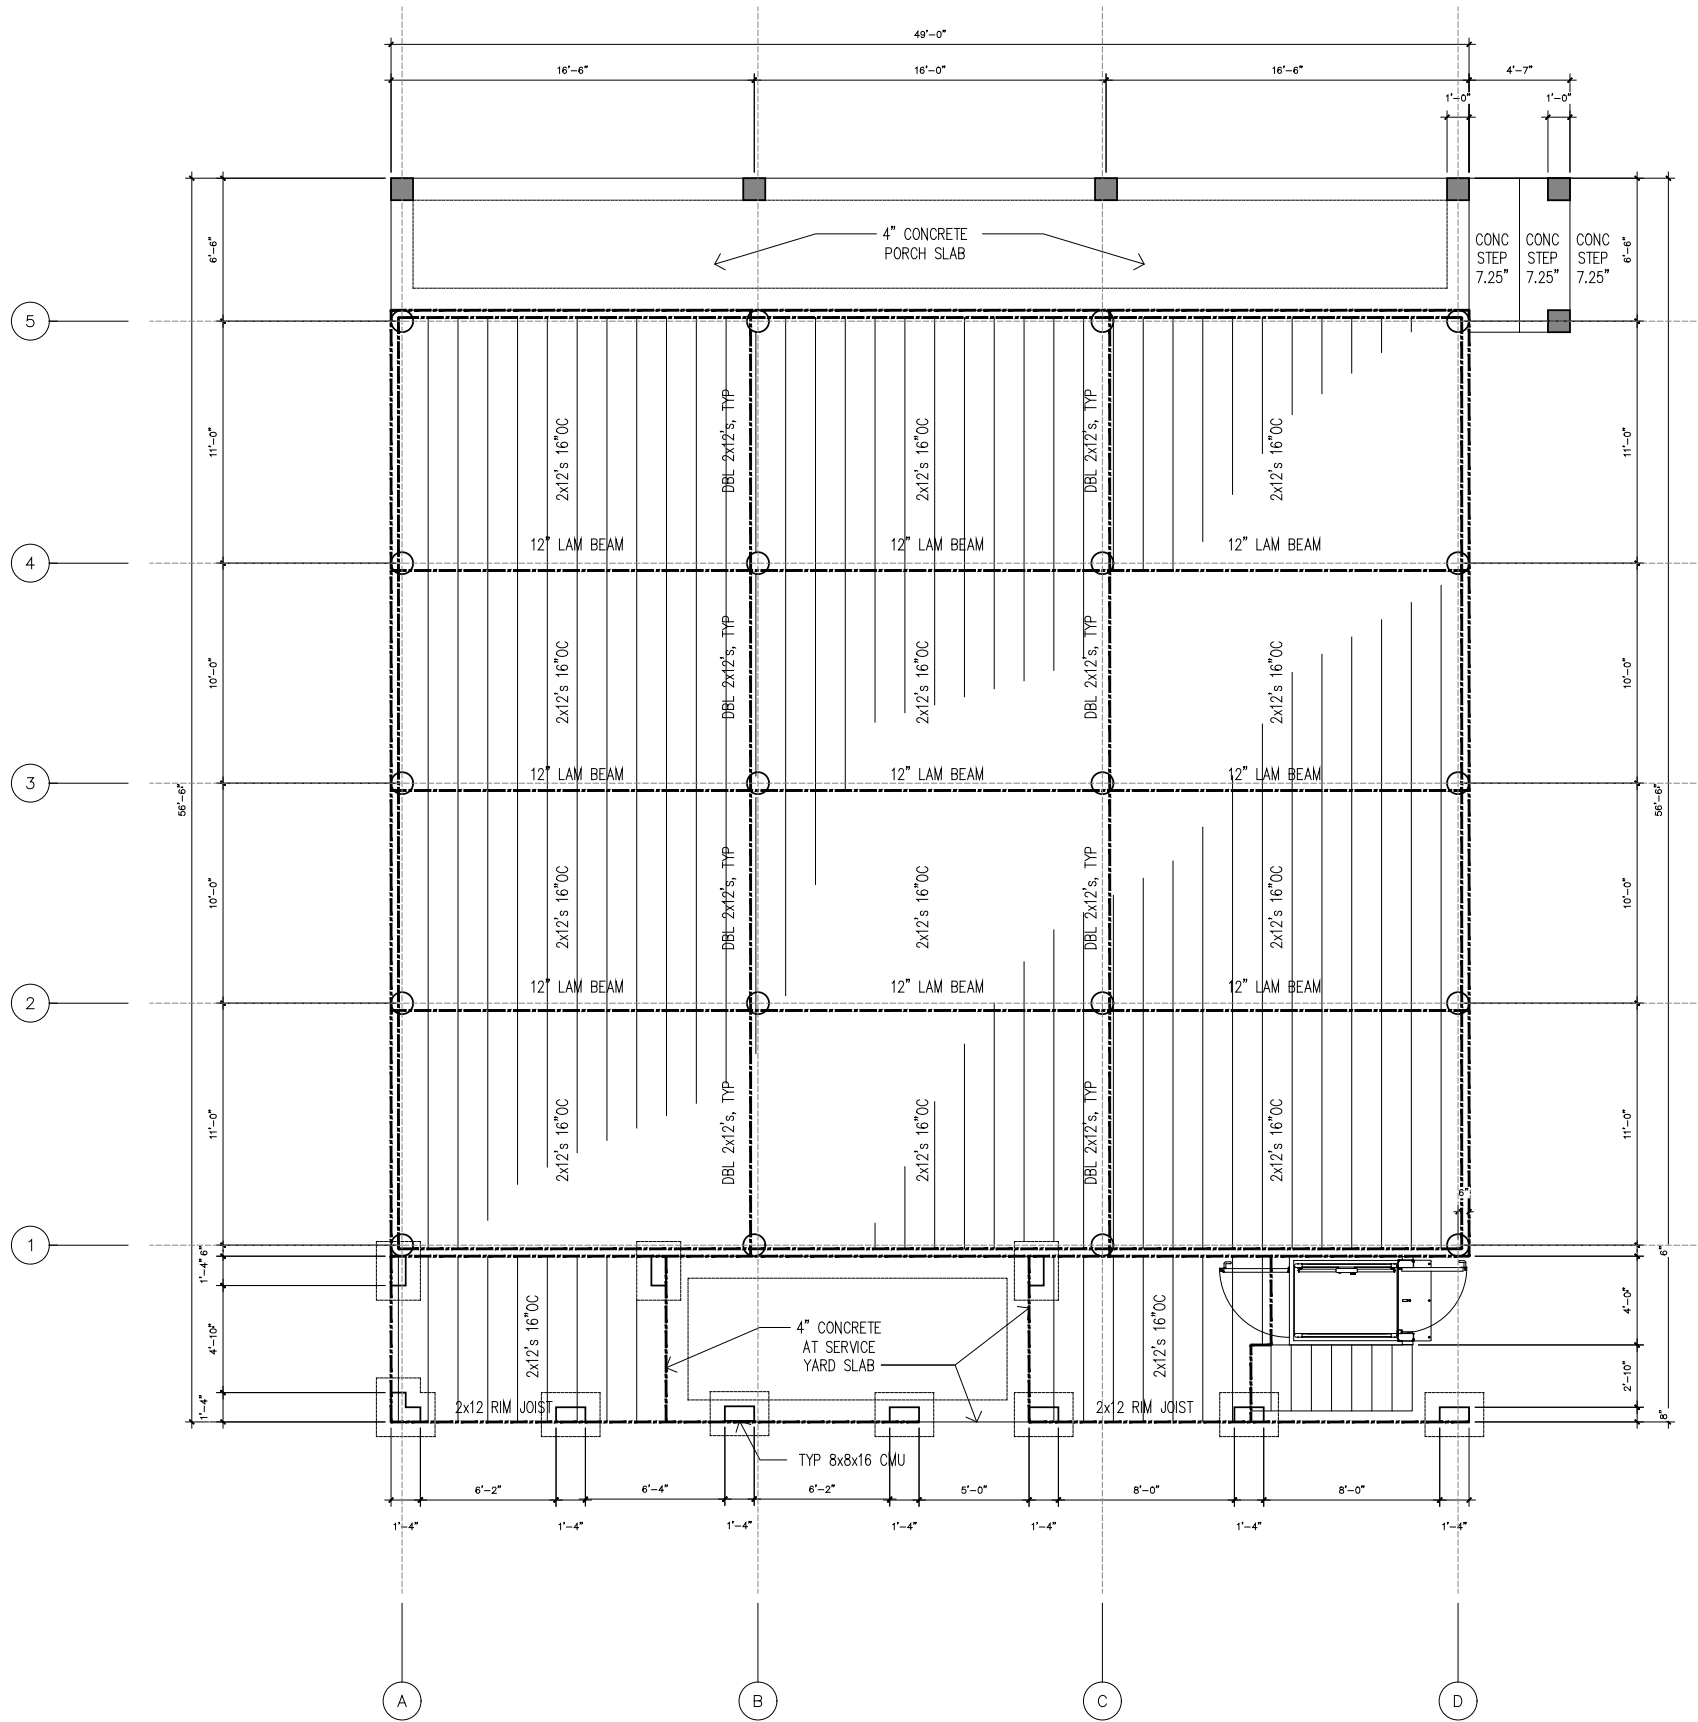 49'-0"
16'-6"
16'-0"
16'-6"
4'-7"
1'-0"
1'-0"
6'-6"
4" CONCRETE
PORCH SLAB
CONC
STEP
7.25"
CONC
STEP
7.25"
CONC
STEP
7.25"
6'-6"
5
11'-0"
2x12's 16"OC
DBL 2x12's, TYP
2x12's 16"OC
DBL 2x12's, TYP
2x12's 16"OC
11'-0"
12" LAM BEAM
12" LAM BEAM
12" LAM BEAM
4
10'-0"
2x12's 16"OC
DBL 2x12's, TYP
2x12's 16"OC
DBL 2x12's, TYP
2x12's 16"OC
10'-0"
12" LAM BEAM
12" LAM BEAM
12" LAM BEAM
3
56'-6"
56'-6"
10'-0"
2x12's 16"OC
DBL 2x12's, TYP
2x12's 16"OC
DBL 2x12's, TYP
2x12's 16"OC
10'-0"
12" LAM BEAM
12" LAM BEAM
12" LAM BEAM
2
11'-0"
2x12's 16"OC
DBL 2x12's, TYP
2x12's 16"OC
DBL 2x12's, TYP
2x12's 16"OC
11'-0"
6"
1
6"
6"
1'-4"
4'-10"
1'-4"
2x12's 16"OC
4" CONCRETE
AT SERVICE
YARD SLAB
2x12's 16"OC
4'-0"
2'-10"
8"
2x12 RIM JOIST
2x12 RIM JOIST
TYP 8x8x16 CMU
6'-2"
6'-4"
6'-2"
5'-0"
8'-0"
8'-0"
1'-4"
1'-4"
1'-4"
1'-4"
1'-4"
1'-4"
1'-4"
A
B
C
D